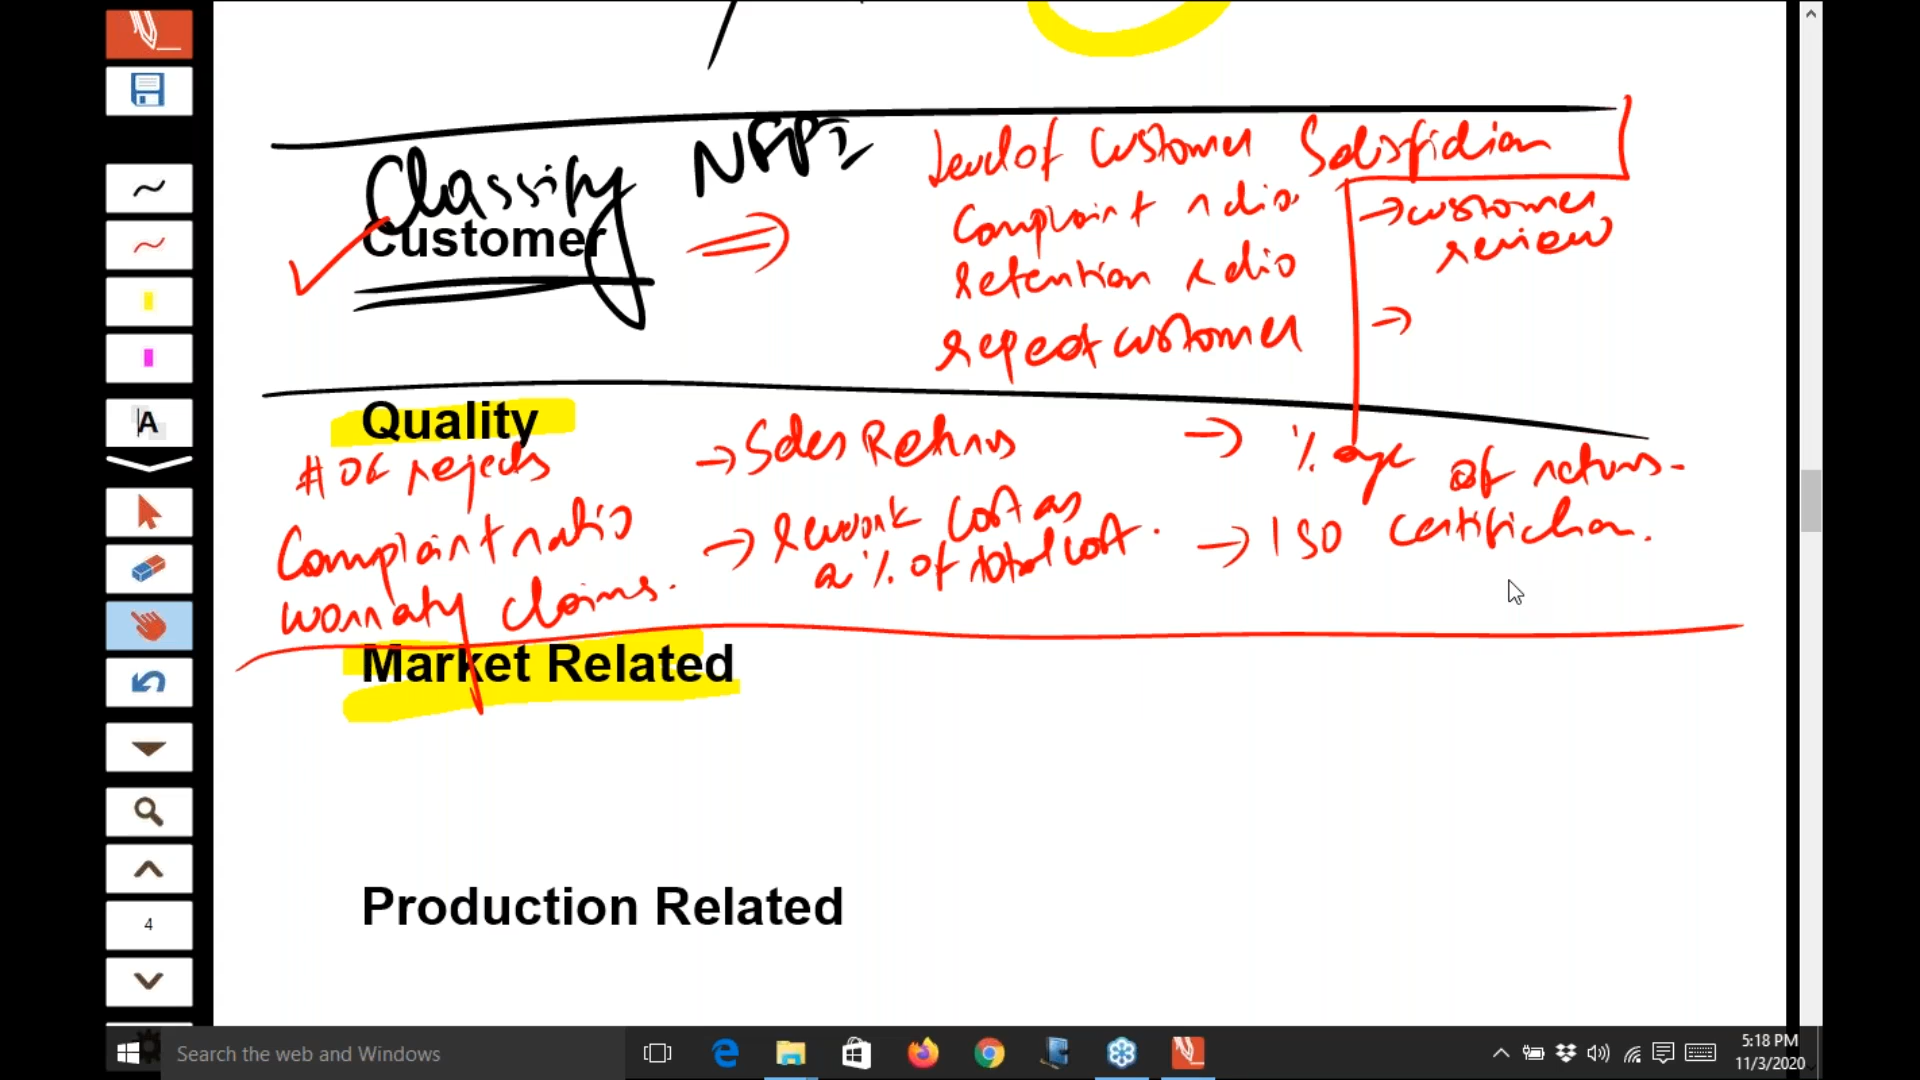 Classify NFPI
Level of Customer Satisfaction
Customer
Complaint ratio
→ customer
review
Retention ratio
→
repeat customer
Quality
# of rejects
→ Sales Returns
→ % age of returns.
Complaint ratio
→ Rework Cost as
a % of total cost.
→ ISO Certification.
Warranty claims.
Market Related
Production Related
A
4
Search the web and Windows
5:18 PM
11/3/2020